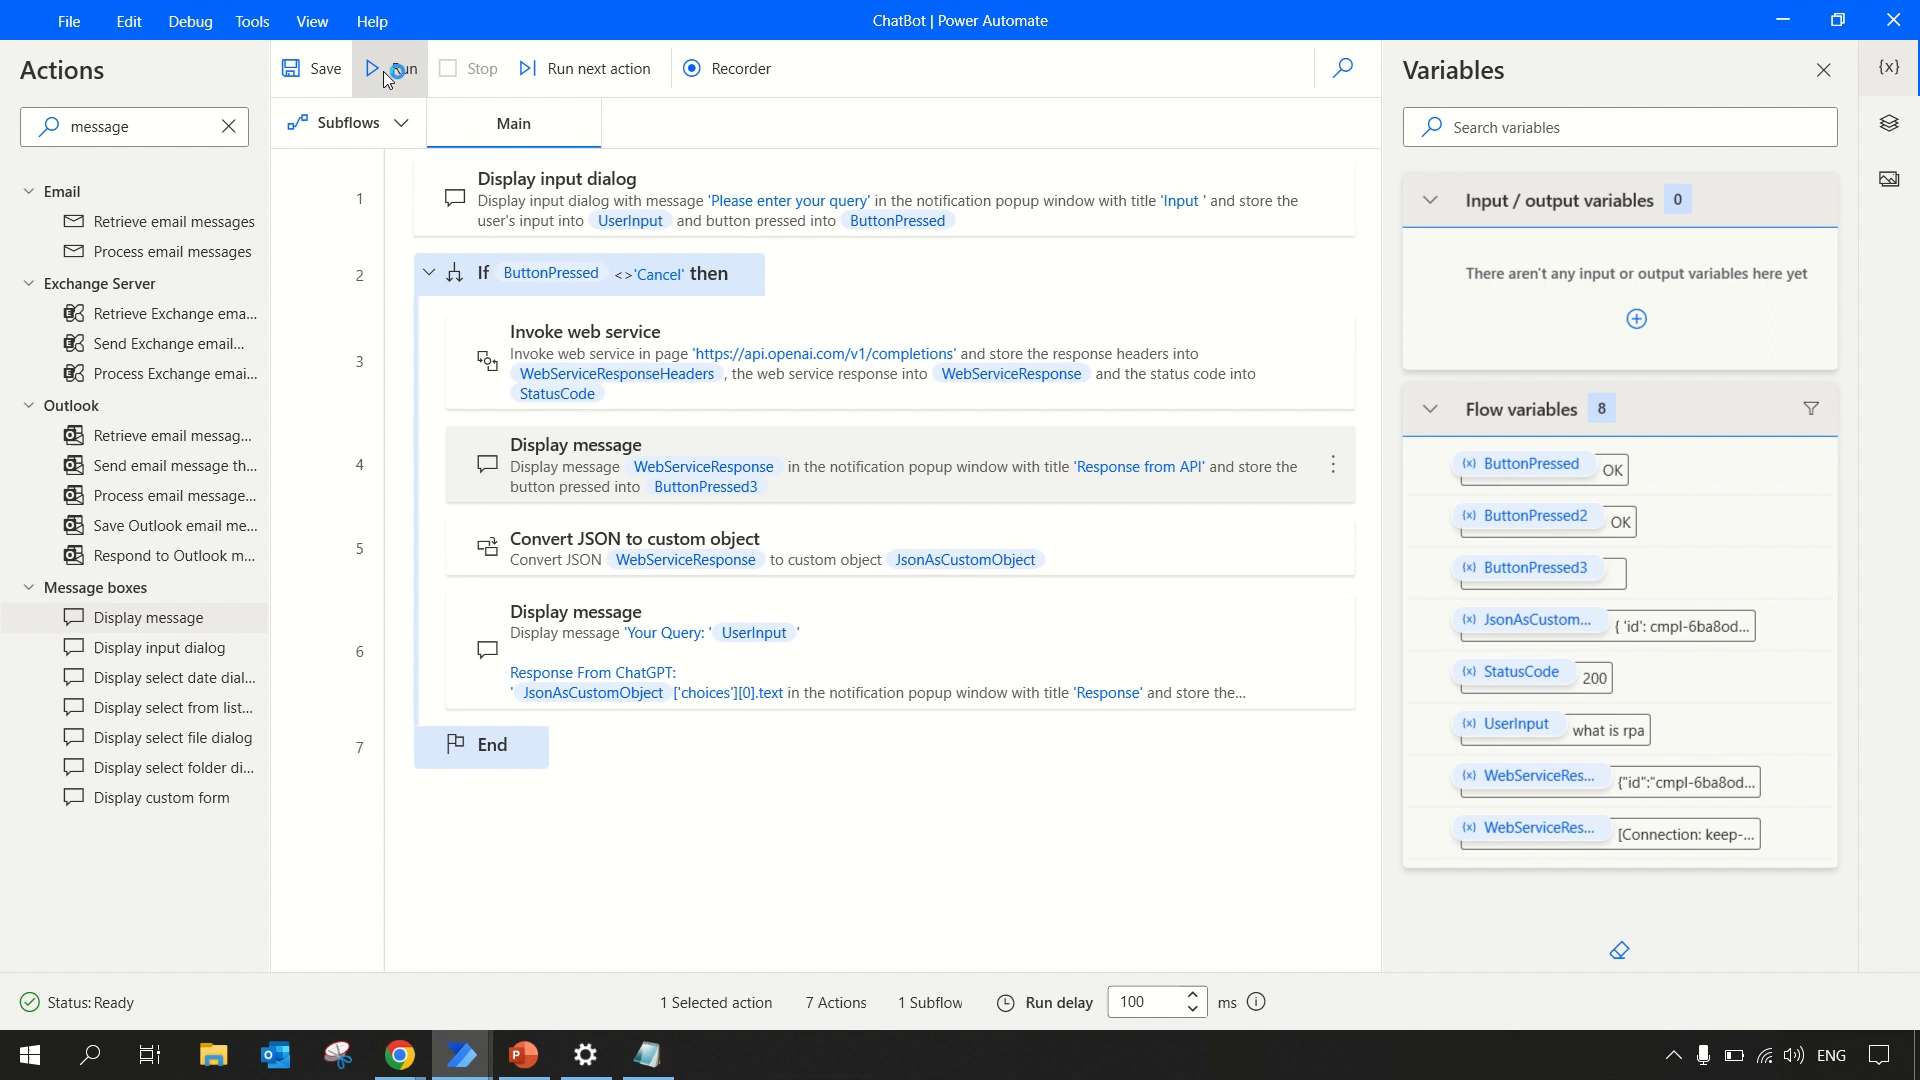 File Edit Debug Tools View Help
ChatBot | Power Automate
Actions
message
Email
Retrieve email messages
Process email messages
Exchange Server
Retrieve Exchange ema...
Send Exchange email...
Process Exchange emai...
Outlook
Retrieve email messag...
Send email message th...
Process email message...
Save Outlook email me...
Respond to Outlook m...
Message boxes
Display message
Display input dialog
Display select date dial...
Display select from list...
Display select file dialog
Display select folder di...
Display custom form
Save Run Stop Run next action Recorder
Subflows Main
1
Display input dialog
Display input dialog with message 'Please enter your query' in the notification popup window with title 'Input ' and store the
user's input into UserInput and button pressed into ButtonPressed
2
If ButtonPressed <>'Cancel' then
3
Invoke web service
Invoke web service in page 'https://api.openai.com/v1/completions' and store the response headers into
WebServiceResponseHeaders , the web service response into WebServiceResponse and the status code into
StatusCode
4
Display message
Display message WebServiceResponse in the notification popup window with title 'Response from API' and store the
button pressed into ButtonPressed3
5
Convert JSON to custom object
Convert JSON WebServiceResponse to custom object JsonAsCustomObject
6
Display message
Display message 'Your Query: ' UserInput '
Response From ChatGPT:
' JsonAsCustomObject ['choices'][0].text in the notification popup window with title 'Response' and store the...
7
End
Variables
{x}
Search variables
Input / output variables 0
There aren't any input or output variables here yet
Flow variables 8
(x) ButtonPressed OK
(x) ButtonPressed2 OK
(x) ButtonPressed3
(x) JsonAsCustom... { 'id': cmpl-6ba8od...
(x) StatusCode 200
(x) UserInput what is rpa
(x) WebServiceRes... {"id":"cmpl-6ba8od...
(x) WebServiceRes... [Connection: keep-...
Status: Ready 1 Selected action 7 Actions 1 Subflow Run delay 100 ms
ENG